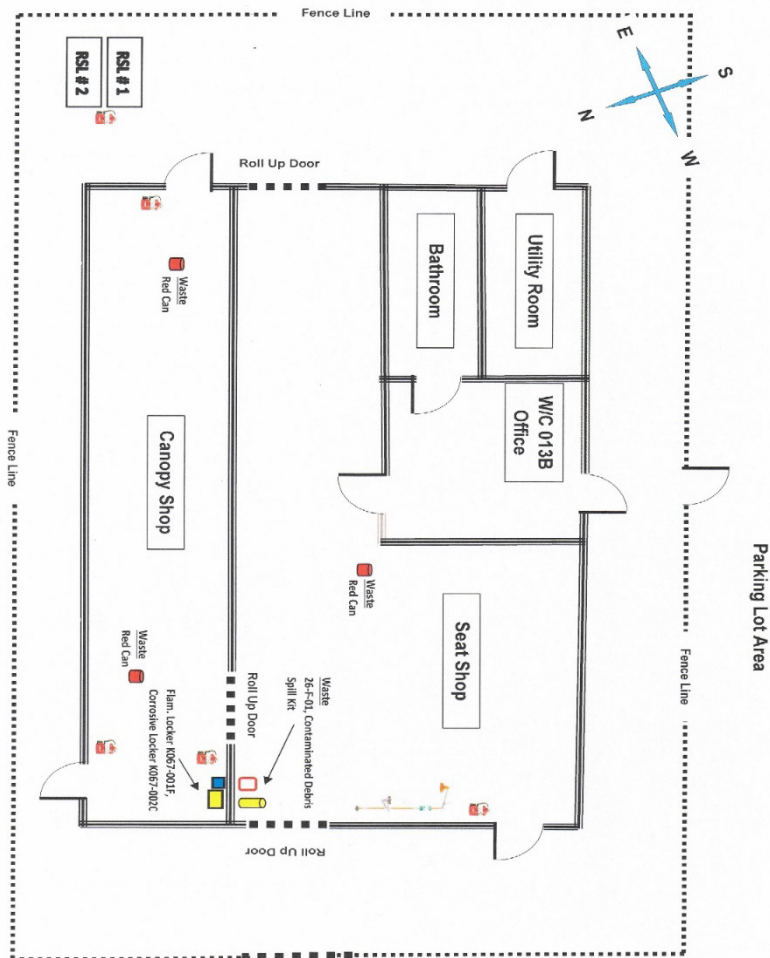 Fence Line
RSL #1
RSL #2
E
S
N
W
Roll Up Door
Waste
Red Can
Bathroom
Utility Room
W/C 013B
Office
Canopy Shop
Fence Line
Waste
Red Can
Seat Shop
Parking Lot Area
Fence Line
Waste
Red Can
Roll Up Door
Waste
26-F-01, Contaminated Debris
Spill Kit
Flam. Locker K067-001F,
Corrosive Locker K067-002C
Roll Up Door